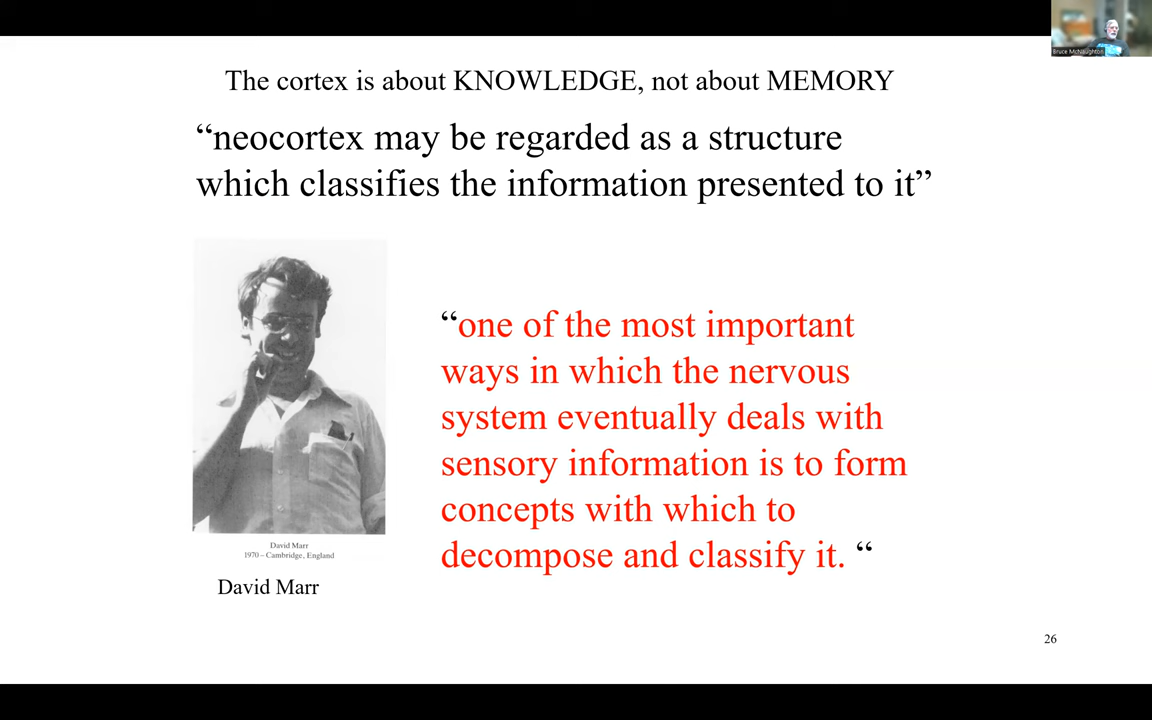 Bruce McNaughton
The cortex is about KNOWLEDGE, not about MEMORY
“neocortex may be regarded as a structure
which classifies the information presented to it”
“one of the most important
ways in which the nervous
system eventually deals with
sensory information is to form
concepts with which to
decompose and classify it. “
David Marr
1970 – Cambridge, England
David Marr
26